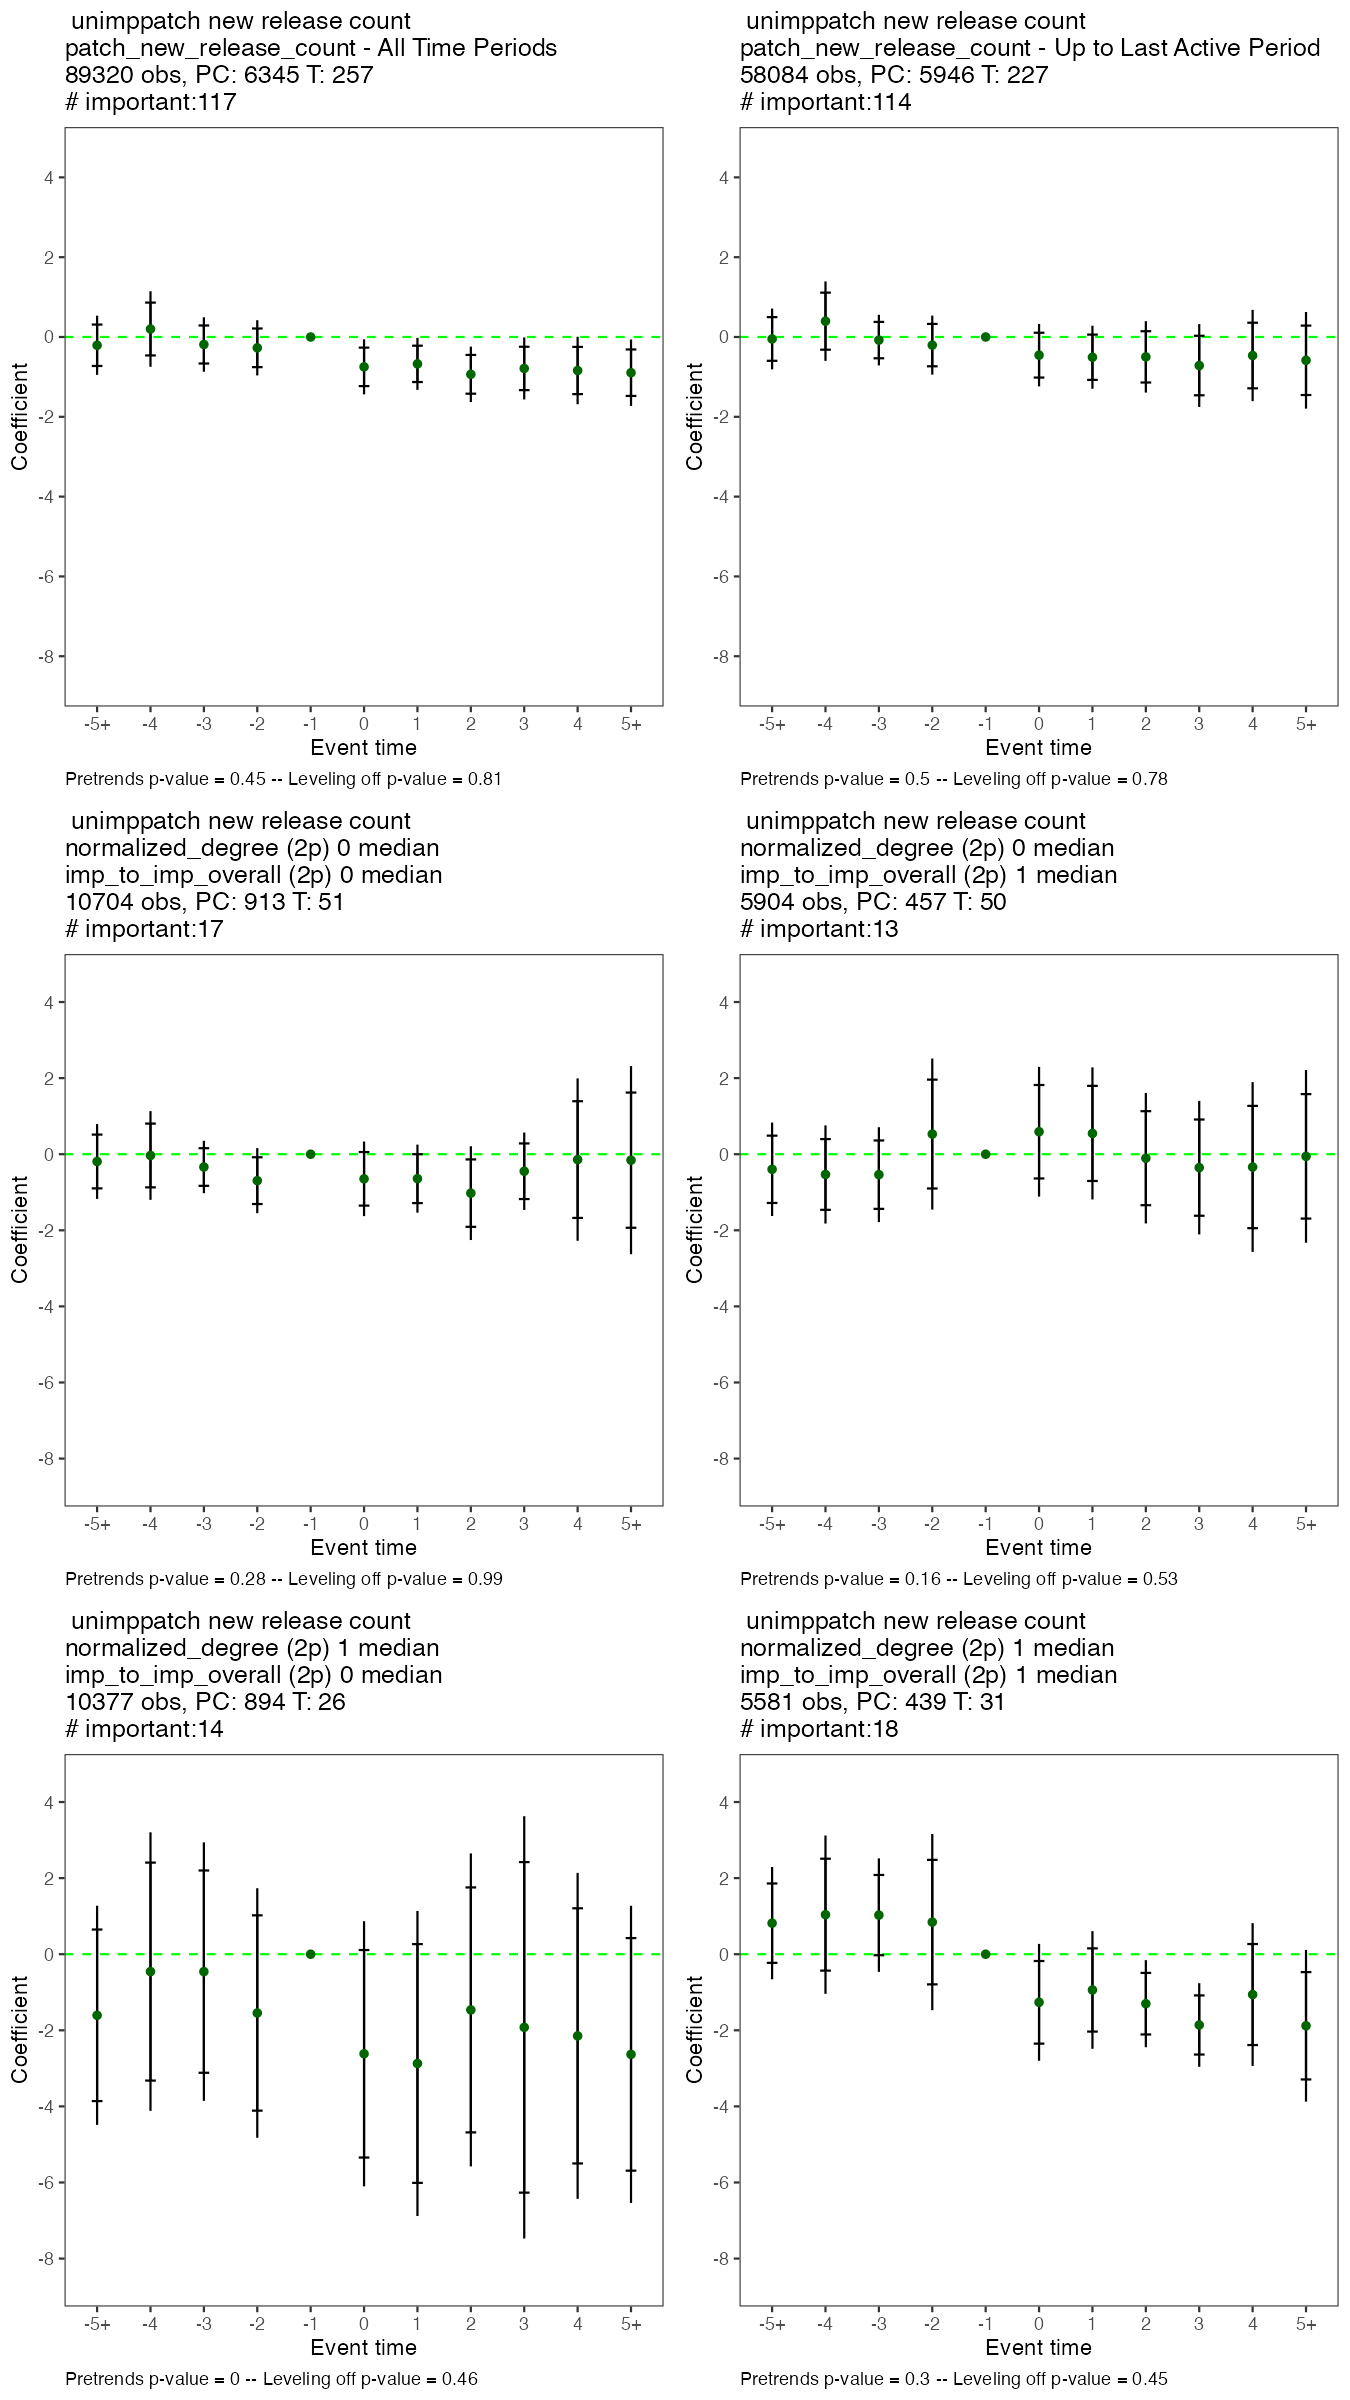 unimppatch new release count
patch_new_release_count - All Time Periods
89320 obs, PC: 6345 T: 257
# important:117
Coefficient
4
2
0
-2
-4
-6
-8
-5+ -4 -3 -2 -1 0 1 2 3 4 5+
Event time
Pretrends p-value = 0.45 -- Leveling off p-value = 0.81
unimppatch new release count
patch_new_release_count - Up to Last Active Period
58084 obs, PC: 5946 T: 227
# important:114
Coefficient
4
2
0
-2
-4
-6
-8
-5+ -4 -3 -2 -1 0 1 2 3 4 5+
Event time
Pretrends p-value = 0.5 -- Leveling off p-value = 0.78
unimppatch new release count
normalized_degree (2p) 0 median
imp_to_imp_overall (2p) 0 median
10704 obs, PC: 913 T: 51
# important:17
Coefficient
4
2
0
-2
-4
-6
-8
-5+ -4 -3 -2 -1 0 1 2 3 4 5+
Event time
Pretrends p-value = 0.28 -- Leveling off p-value = 0.99
unimppatch new release count
normalized_degree (2p) 0 median
imp_to_imp_overall (2p) 1 median
5904 obs, PC: 457 T: 50
# important:13
Coefficient
4
2
0
-2
-4
-6
-8
-5+ -4 -3 -2 -1 0 1 2 3 4 5+
Event time
Pretrends p-value = 0.16 -- Leveling off p-value = 0.53
unimppatch new release count
normalized_degree (2p) 1 median
imp_to_imp_overall (2p) 0 median
10377 obs, PC: 894 T: 26
# important:14
Coefficient
4
2
0
-2
-4
-6
-8
-5+ -4 -3 -2 -1 0 1 2 3 4 5+
Event time
Pretrends p-value = 0 -- Leveling off p-value = 0.46
unimppatch new release count
normalized_degree (2p) 1 median
imp_to_imp_overall (2p) 1 median
5581 obs, PC: 439 T: 31
# important:18
Coefficient
4
2
0
-2
-4
-6
-8
-5+ -4 -3 -2 -1 0 1 2 3 4 5+
Event time
Pretrends p-value = 0.3 -- Leveling off p-value = 0.45